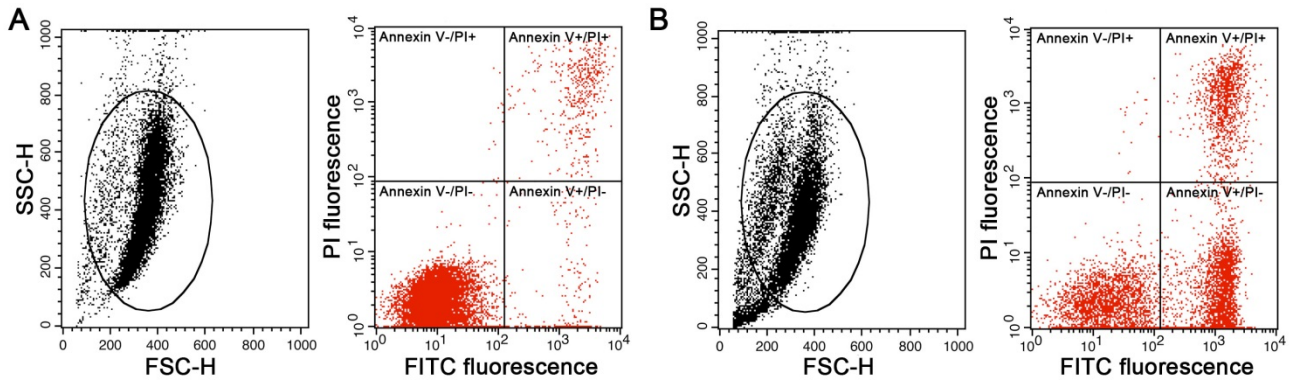 A
1000
800
600
400
200
0
SSC-H
0 200 400 600 800 1000
FSC-H
10^4
10^3
10^2
10^1
10^0
PI fluorescence
Annexin V-/PI+ Annexin V+/PI+
Annexin V-/PI- Annexin V+/PI-
10^0 10^1 10^2 10^3 10^4
FITC fluorescence
B
1000
800
600
400
200
0
SSC-H
0 200 400 600 800 1000
FSC-H
10^4
10^3
10^2
10^1
10^0
PI fluorescence
Annexin V-/PI+ Annexin V+/PI+
Annexin V-/PI- Annexin V+/PI-
10^0 10^1 10^2 10^3 10^4
FITC fluorescence